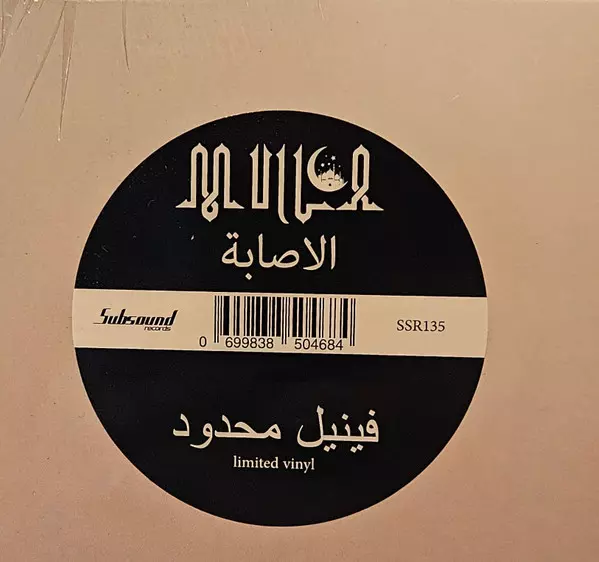 الاصابة
Subsound
records
0 699838 504684
SSR135
فينيل محدود
limited vinyl